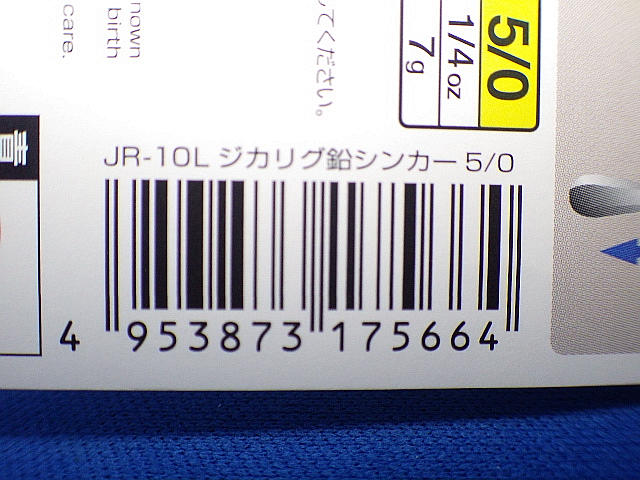 nown
birth
care.
てください。
5/0
1/4oz
7g
JR-10L ジカリグ鉛シンカー 5/0
4 953873 175664